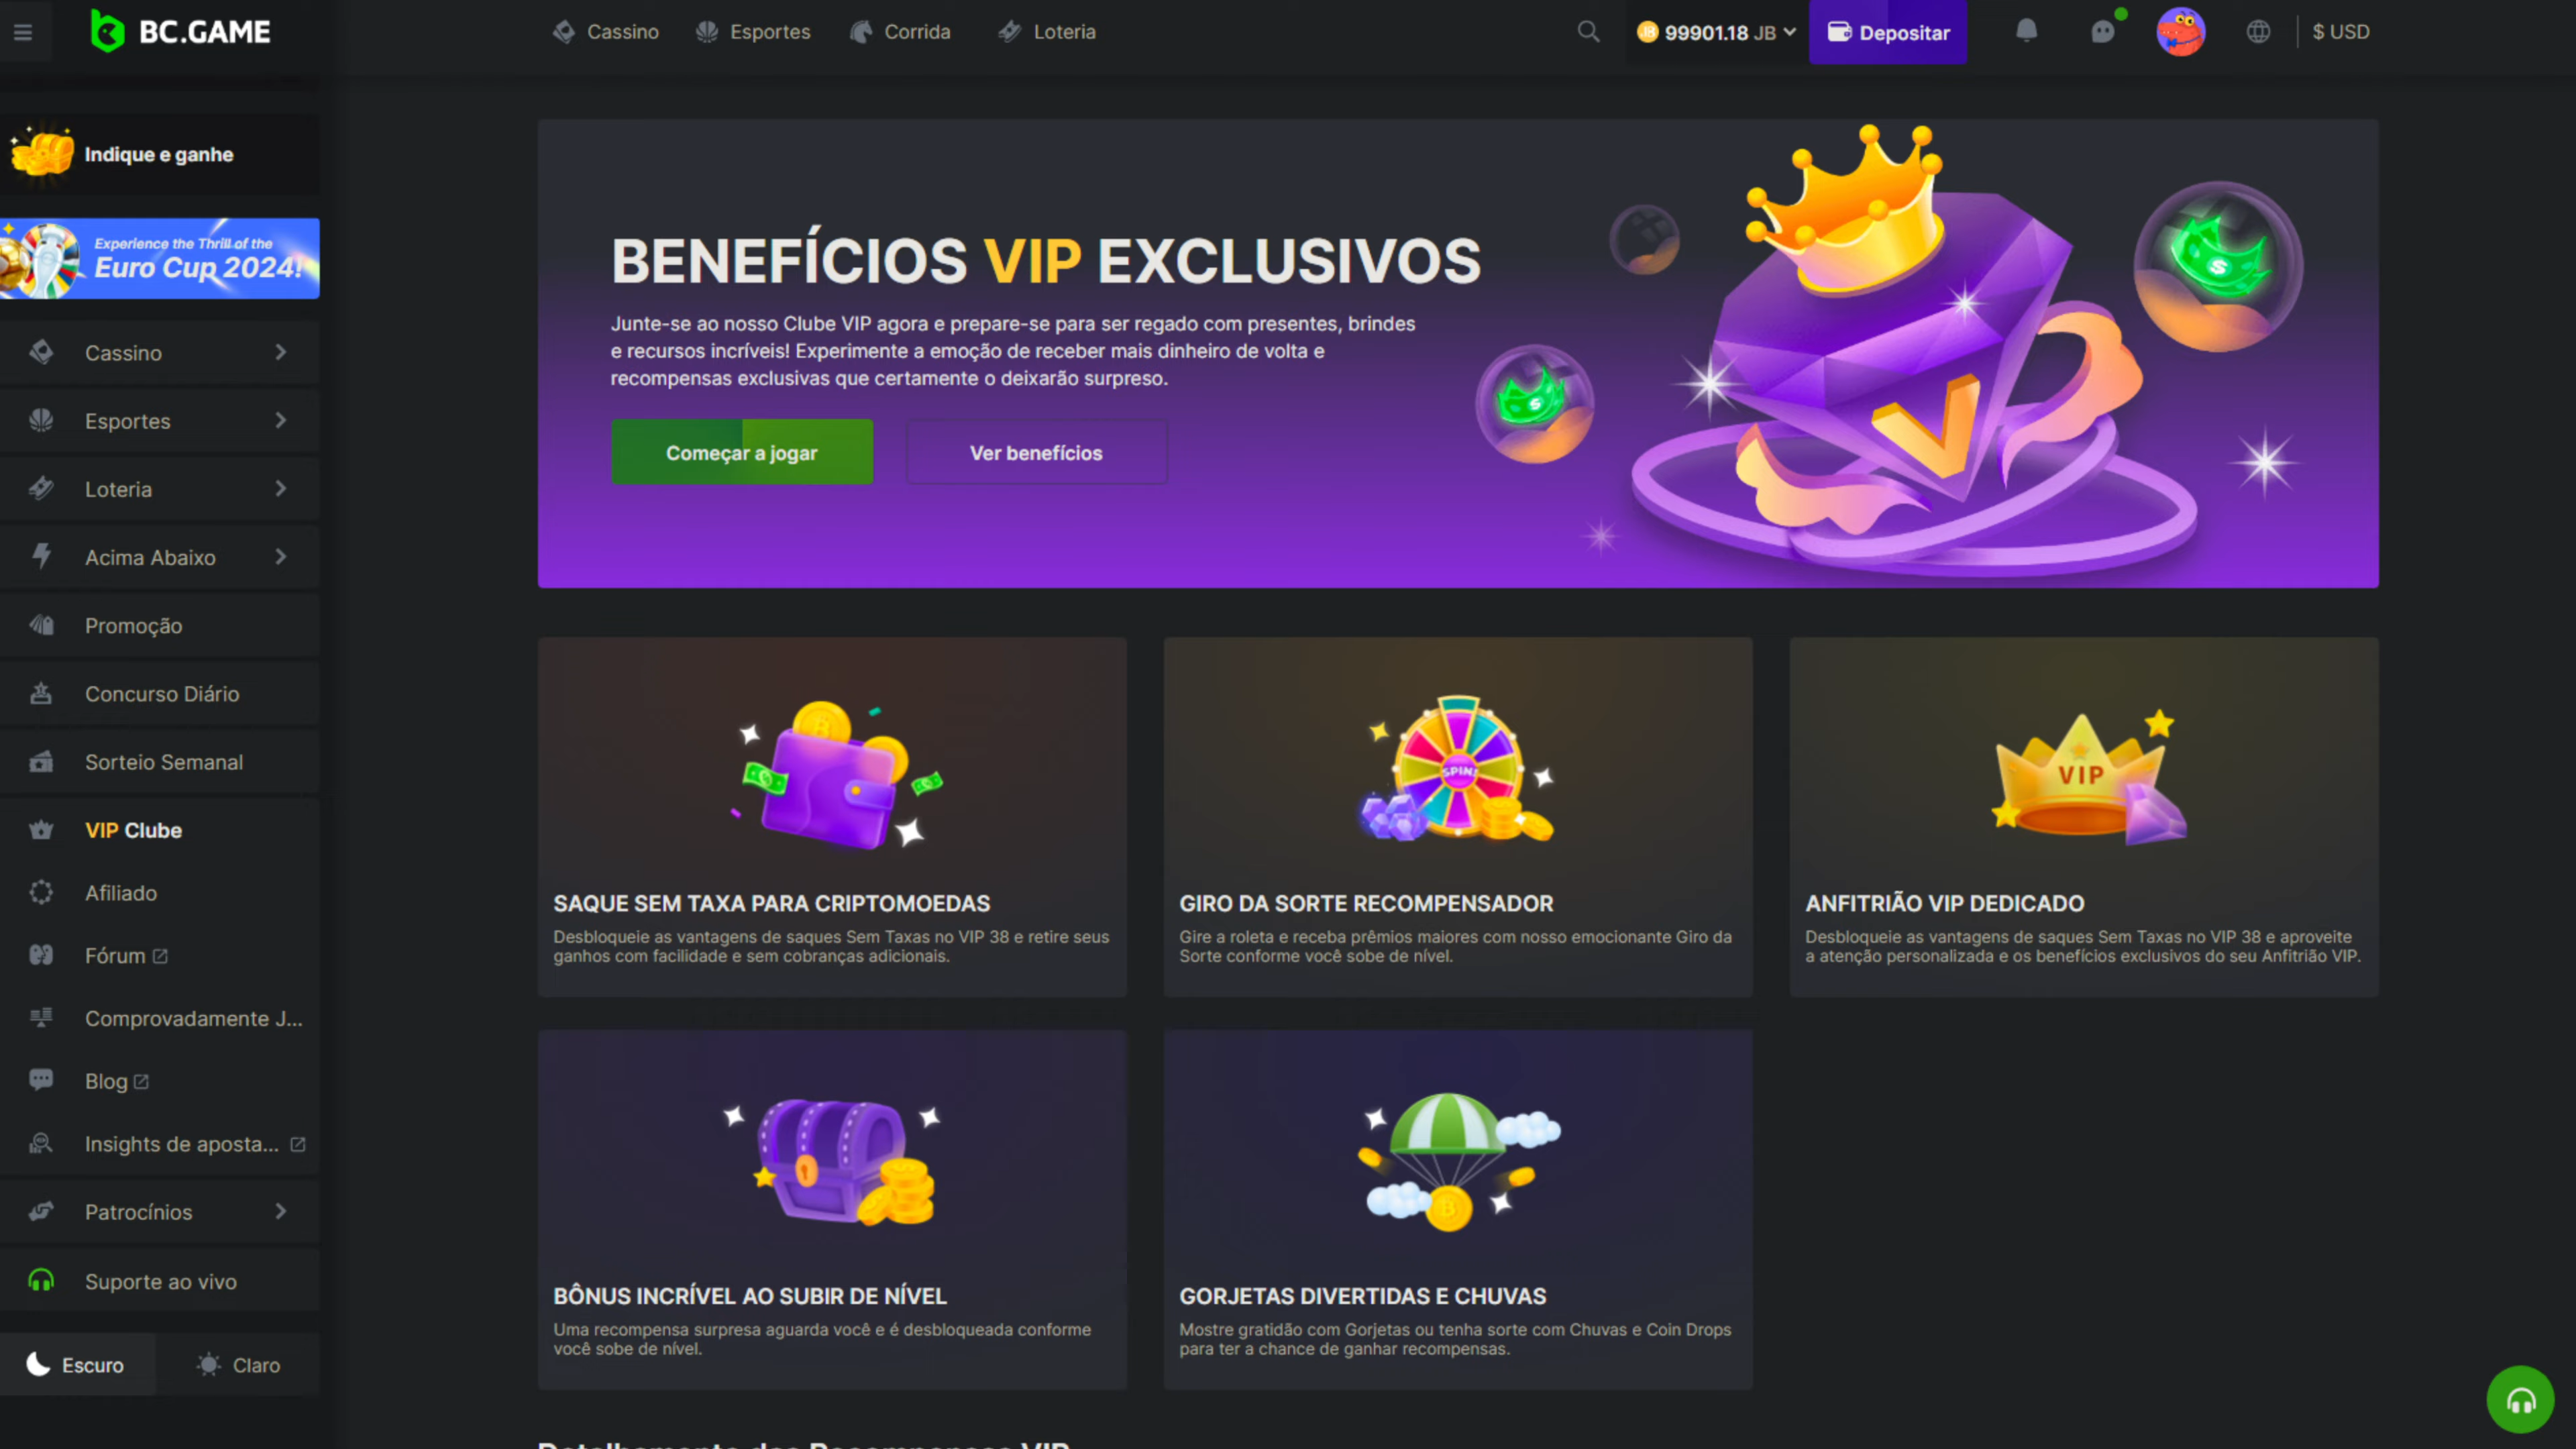 BC.GAME
Cassino
Esportes
Corrida
Loteria
99901.18 JB
Depositar
$ USD
Indique e ganhe
Experience the Thrill of the
Euro Cup 2024!
Cassino
Esportes
Loteria
Acima Abaixo
Promoção
Concurso Diário
Sorteio Semanal
VIP Clube
Afiliado
Fórum
Comprovadamente J...
Blog
Insights de aposta...
Patrocínios
Suporte ao vivo
Escuro
Claro
BENEFÍCIOS VIP EXCLUSIVOS
Junte-se ao nosso Clube VIP agora e prepare-se para ser regado com presentes, brindes
e recursos incríveis! Experimente a emoção de receber mais dinheiro de volta e
recompensas exclusivas que certamente o deixarão surpreso.
Começar a jogar
Ver benefícios
SAQUE SEM TAXA PARA CRIPTOMOEDAS
Desbloqueie as vantagens de saques Sem Taxas no VIP 38 e retire seus
ganhos com facilidade e sem cobranças adicionais.
SPIN!
GIRO DA SORTE RECOMPENSADOR
Gire a roleta e receba prêmios maiores com nosso emocionante Giro da
Sorte conforme você sobe de nível.
VIP
ANFITRIÃO VIP DEDICADO
Desbloqueie as vantagens de saques Sem Taxas no VIP 38 e aproveite
a atenção personalizada e os benefícios exclusivos do seu Anfitrião VIP.
BÔNUS INCRÍVEL AO SUBIR DE NÍVEL
Uma recompensa surpresa aguarda você e é desbloqueada conforme
você sobe de nível.
GORJETAS DIVERTIDAS E CHUVAS
Mostre gratidão com Gorjetas ou tenha sorte com Chuvas e Coin Drops
para ter a chance de ganhar recompensas.
Detalhamento das Recompensas VIP